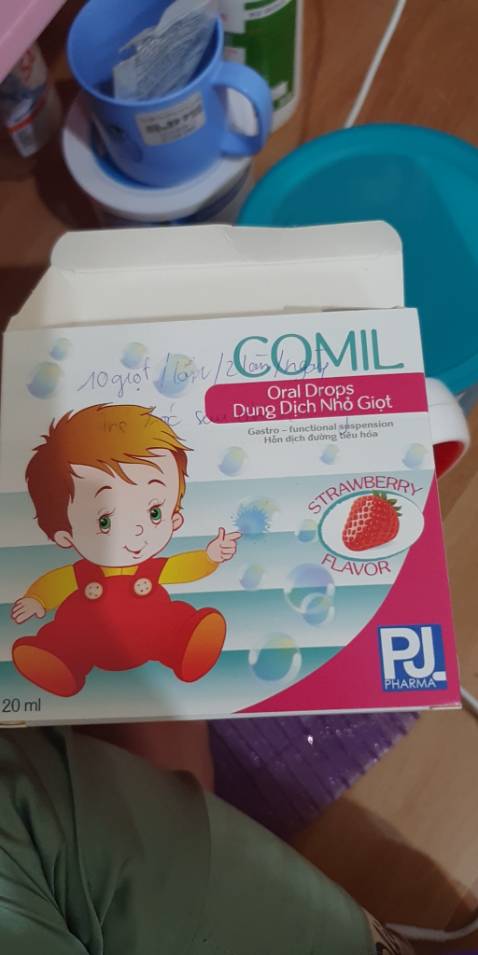 COMIL
10 giọt / lần / 2 lần / ngày
Oral Drops
Dung Dịch Nhỏ Giọt
Gastro – functional suspension
Hỗn dịch đường tiêu hóa
STRAWBERRY
FLAVOR
PJ
PHARMA
20 ml